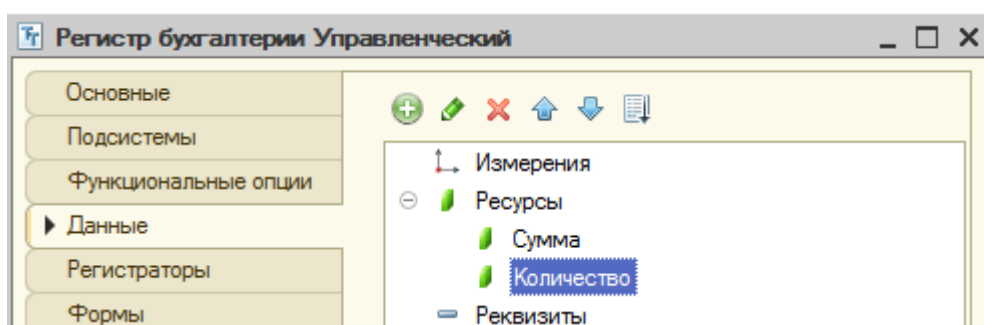 Регистр бухгалтерии Управленческий
Основные
Подсистемы
Функциональные опции
Данные
Регистраторы
Формы
Измерения
Ресурсы
Сумма
Количество
Реквизиты